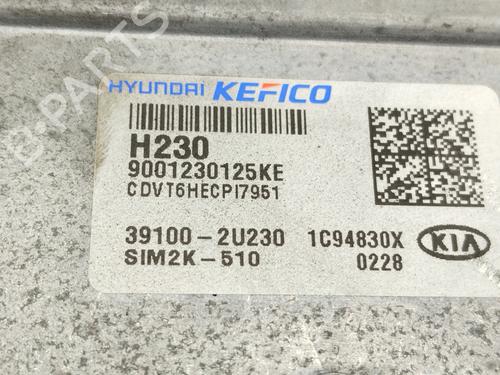 HYUNDAI KEFICO
H230
9001230125KE
CDVT6HECPI7951
39100-2U230 1C94830X KIA
SIM2K-510 0228
B-PARTS